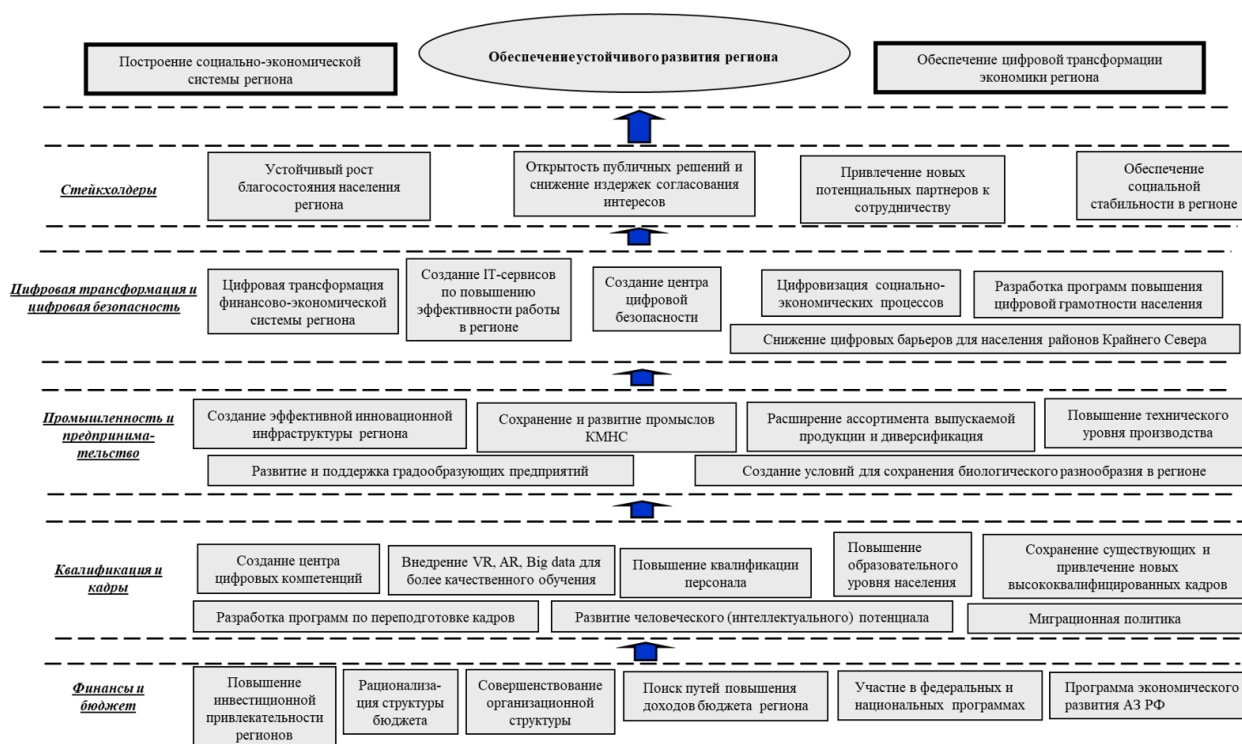 Построение социально-экономической
системы региона
Обеспечение устойчивого развития региона
Обеспечение цифровой трансформации
экономики региона
Стейкхолдеры
Устойчивый рост
благосостояния населения
региона
Открытость публичных решений и
снижение издержек согласования
интересов
Привлечение новых
потенциальных партнеров к
сотрудничеству
Обеспечение
социальной
стабильности в регионе
Цифровая трансформация и
цифровая безопасность
Цифровая трансформация
финансово-экономической
системы региона
Создание IT-сервисов
по повышению
эффективности работы
в регионе
Создание центра
цифровой
безопасности
Цифровизация социально-
экономических процессов
Разработка программ повышения
цифровой грамотности населения
Снижение цифровых барьеров для населения районов Крайнего Севера
Промышленность и
предпринима-
тельство
Создание эффективной инновационной
инфраструктуры региона
Сохранение и развитие промыслов
КМНС
Расширение ассортимента выпускаемой
продукции и диверсификация
Повышение технического
уровня производства
Развитие и поддержка градообразующих предприятий
Создание условий для сохранения биологического разнообразия в регионе
Квалификация и
кадры
Создание центра
цифровых компетенций
Внедрение VR, AR, Big data для
более качественного обучения
Повышение квалификации
персонала
Повышение
образовательного
уровня населения
Сохранение существующих и
привлечение новых
высококвалифицированных кадров
Разработка программ по переподготовке кадров
Развитие человеческого (интеллектуального) потенциала
Миграционная политика
Финансы и
бюджет
Повышение
инвестиционной
привлекательности
регионов
Рационализа-
ция структуры
бюджета
Совершенствование
организационной
структуры
Поиск путей повышения
доходов бюджета региона
Участие в федеральных и
национальных программах
Программа экономического
развития АЗ РФ